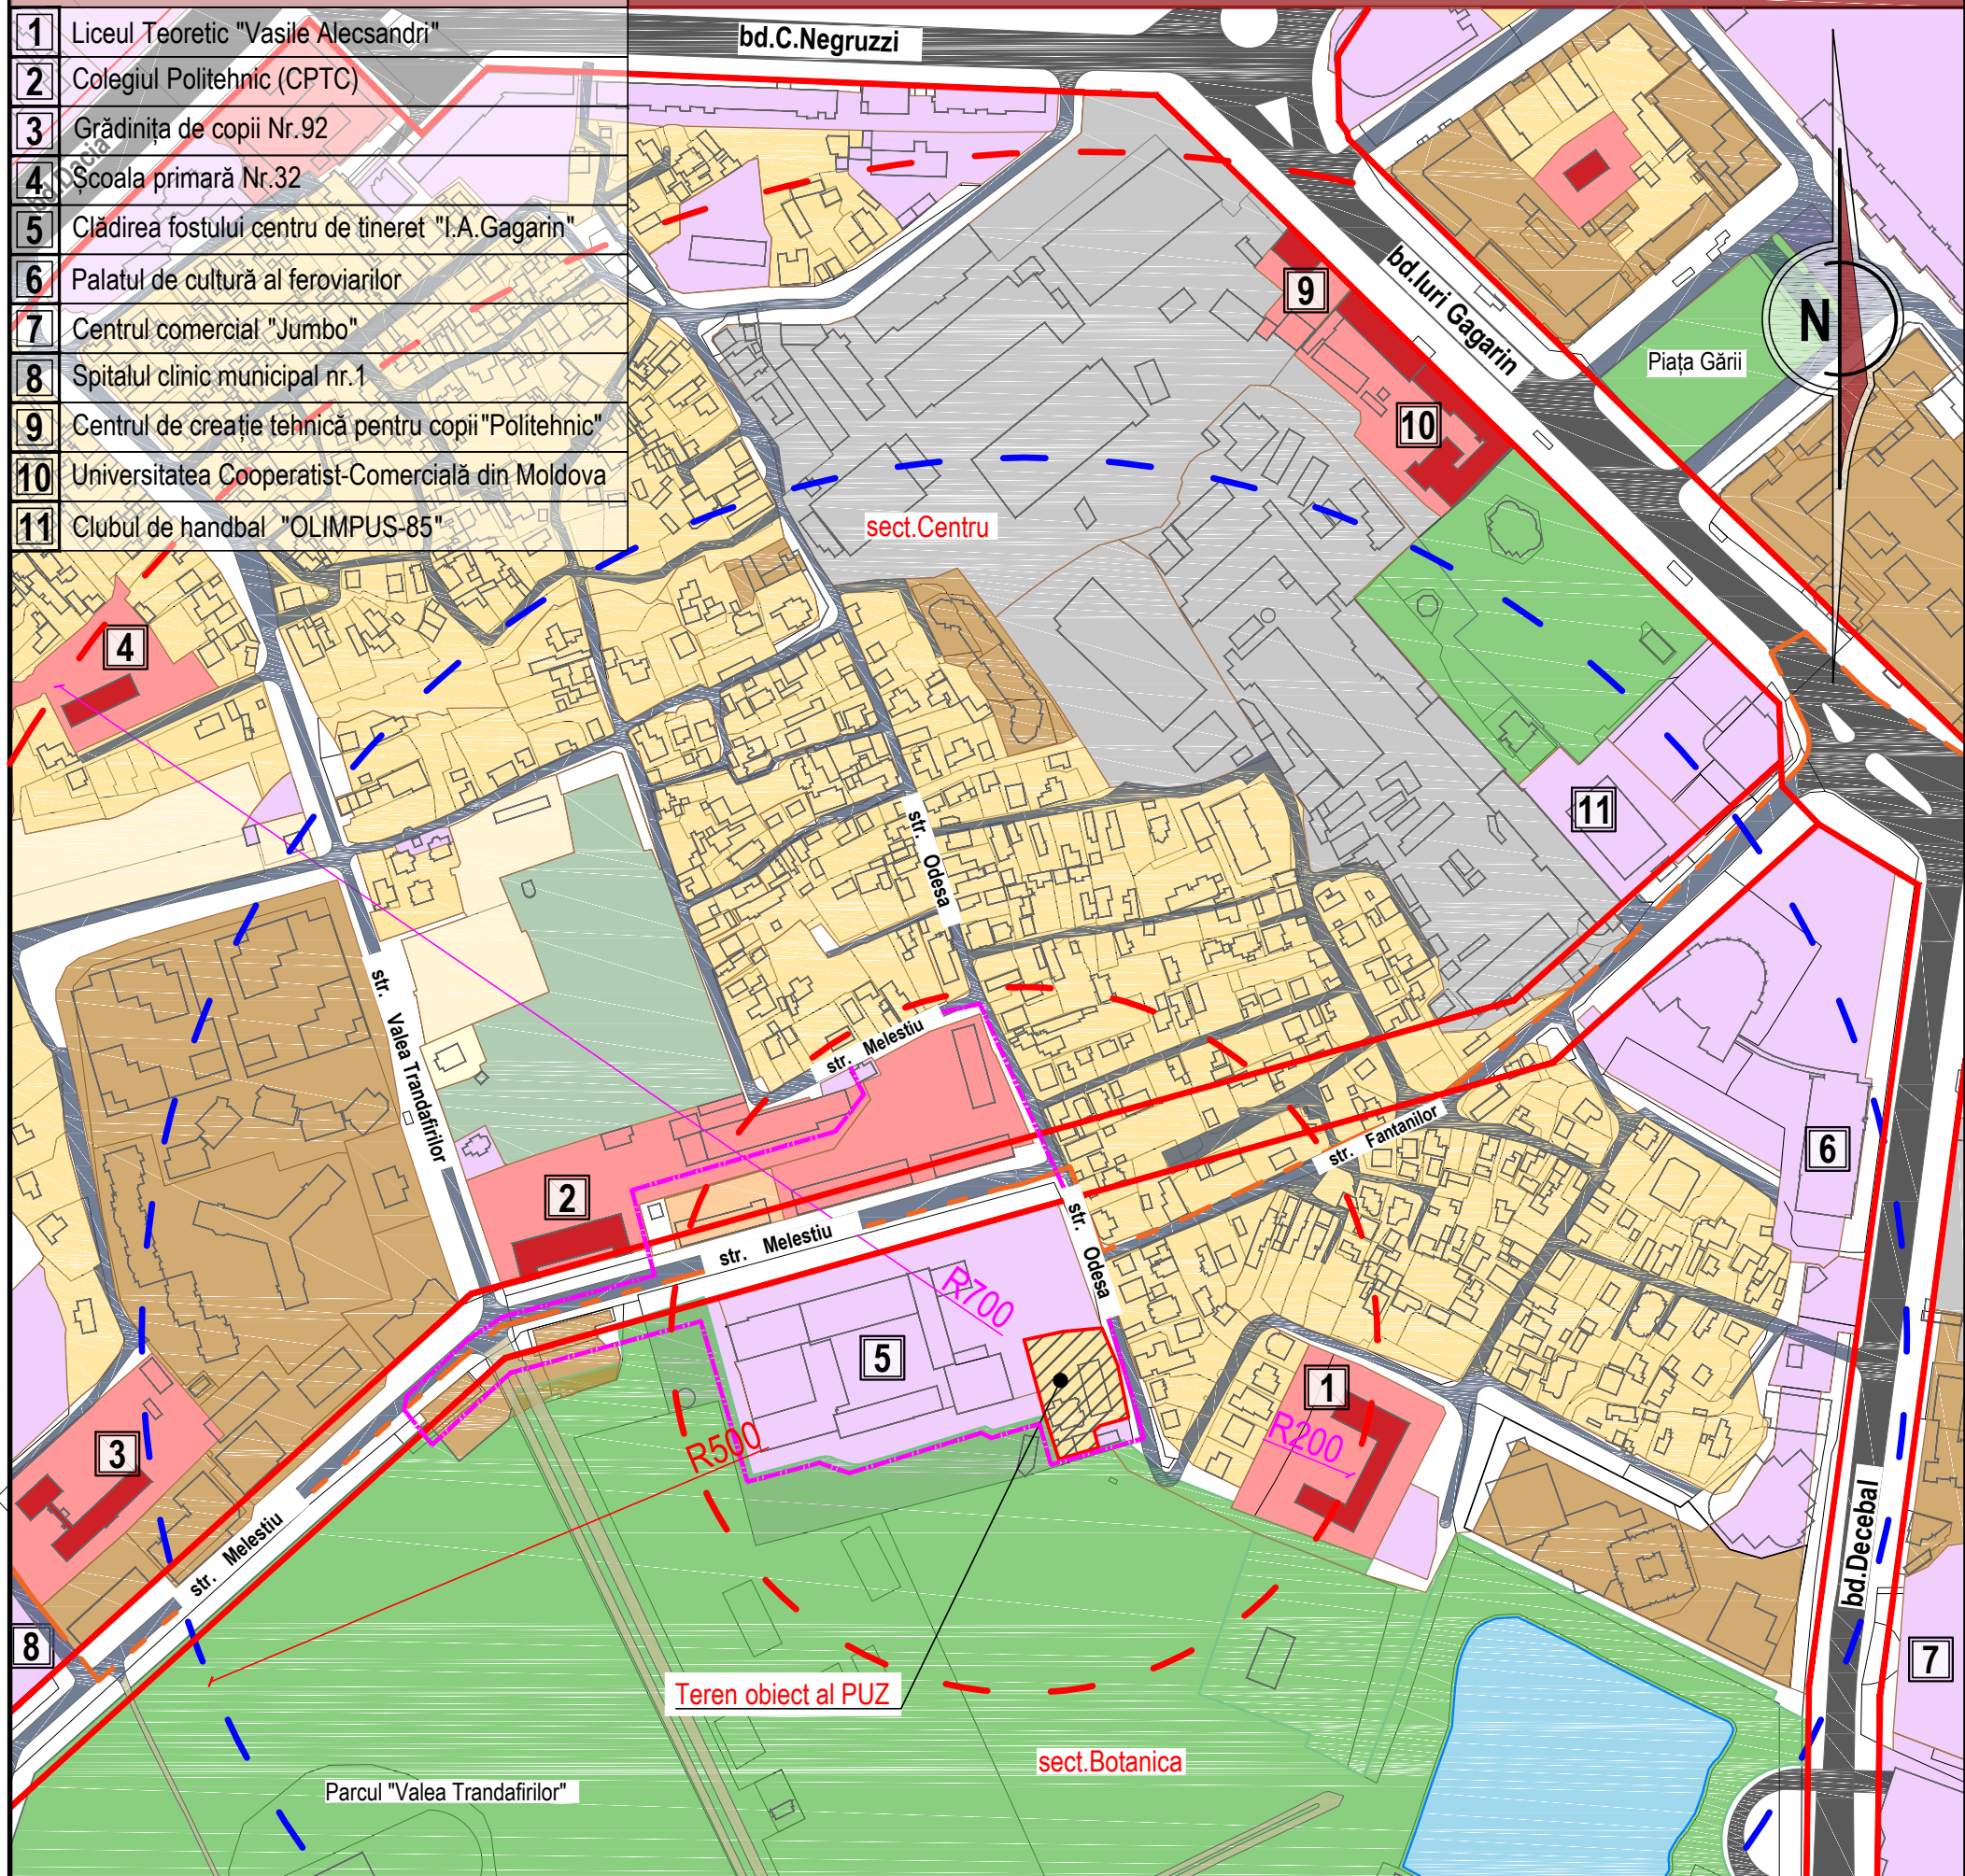 1 Liceul Teoretic "Vasile Alecsandri"
2 Colegiul Politehnic (CPTC)
3 Grădinița de copii Nr.92
4 Școala primară Nr.32
5 Clădirea fostului centru de tineret "I.A.Gagarin"
6 Palatul de cultură al feroviarilor
7 Centrul comercial "Jumbo"
8 Spitalul clinic municipal nr.1
9 Centrul de creație tehnică pentru copii "Politehnic"
10 Universitatea Cooperatist-Comercială din Moldova
11 Clubul de handbal "OLIMPUS-85"
bd.Dacia
bd.C.Negruzzi
bd.Iuri Gagarin
Piața Gării
N
9
10
sect.Centru
4
11
str. Odesa
str. Valea Trandafirilor
str. Melestiu
str. Fantanilor
6
2
str. Melestiu
str. Odesa
R700
5
1
R200
R500
3
str. Melestiu
bd.Decebal
8
7
Teren obiect al PUZ
sect.Botanica
Parcul "Valea Trandafirilor"